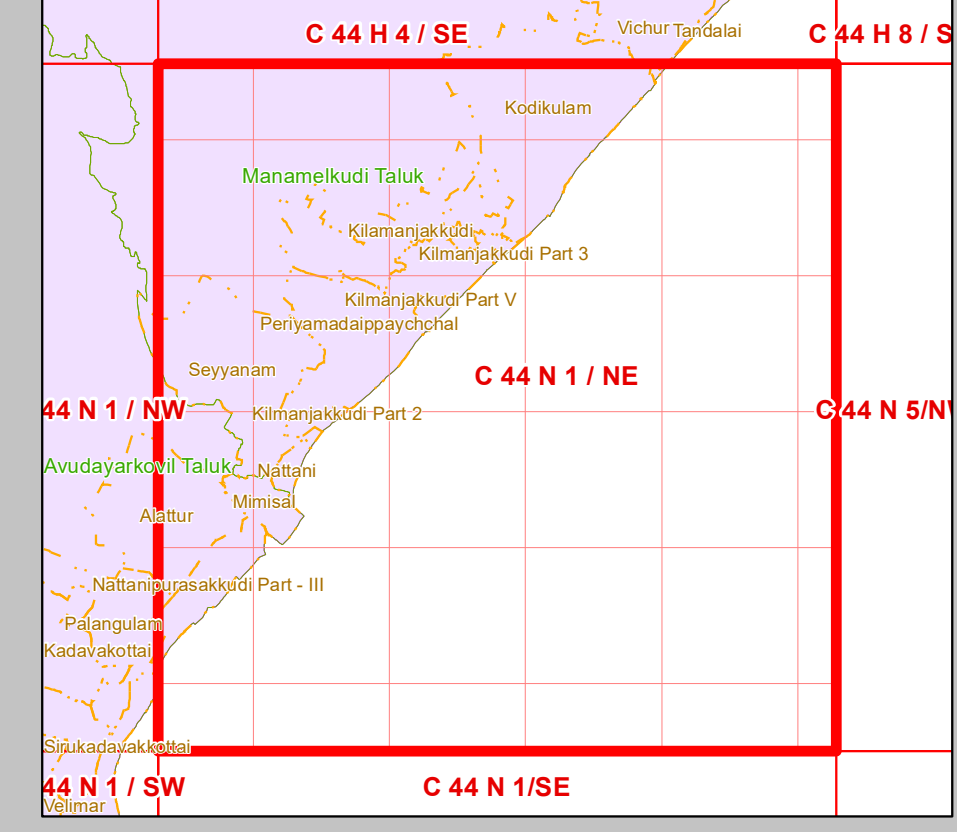 Vichur
Tandalai
C 44 H 4 / SE
C 44 H 8 / S
Kodikulam
Manamelkudi Taluk
Kilamanjakkudi
Kilmanjakkudi Part 3
Kilmanjakkudi Part V
Periyamadaippaychchal
Seyyanam
C 44 N 1 / NE
44 N 1 / NW
Kilmanjakkudi Part 2
C 44 N 5/NW
Avudayarkovil Taluk
Nattani
Mimisal
Alattur
Nattanipurasakkudi Part - III
Palangulam
Kadavakottai
Sirukadavakkottai
44 N 1 / SW
C 44 N 1/SE
Velimar